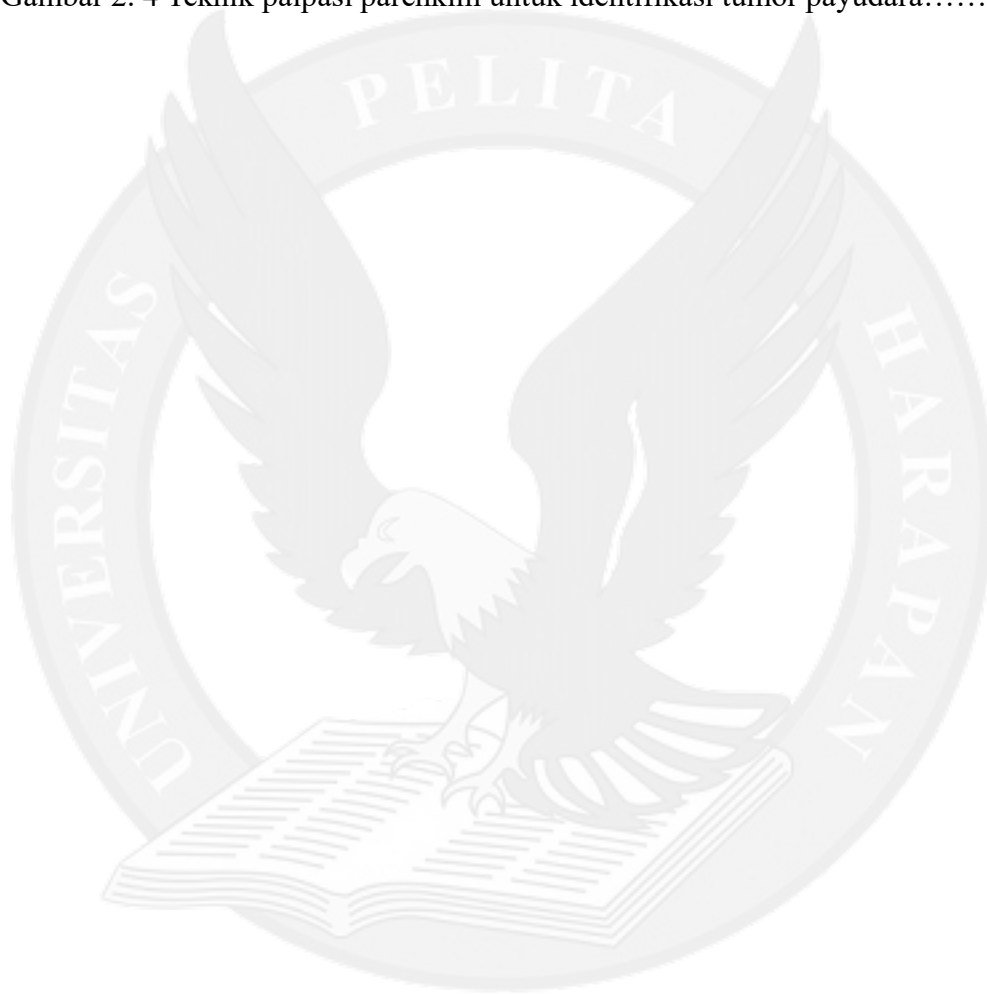 Gambar 2. 4 Teknik palpasi parenkim untuk identifikasi tumor payudara……
UNIVERSITAS PELITA HARAPAN